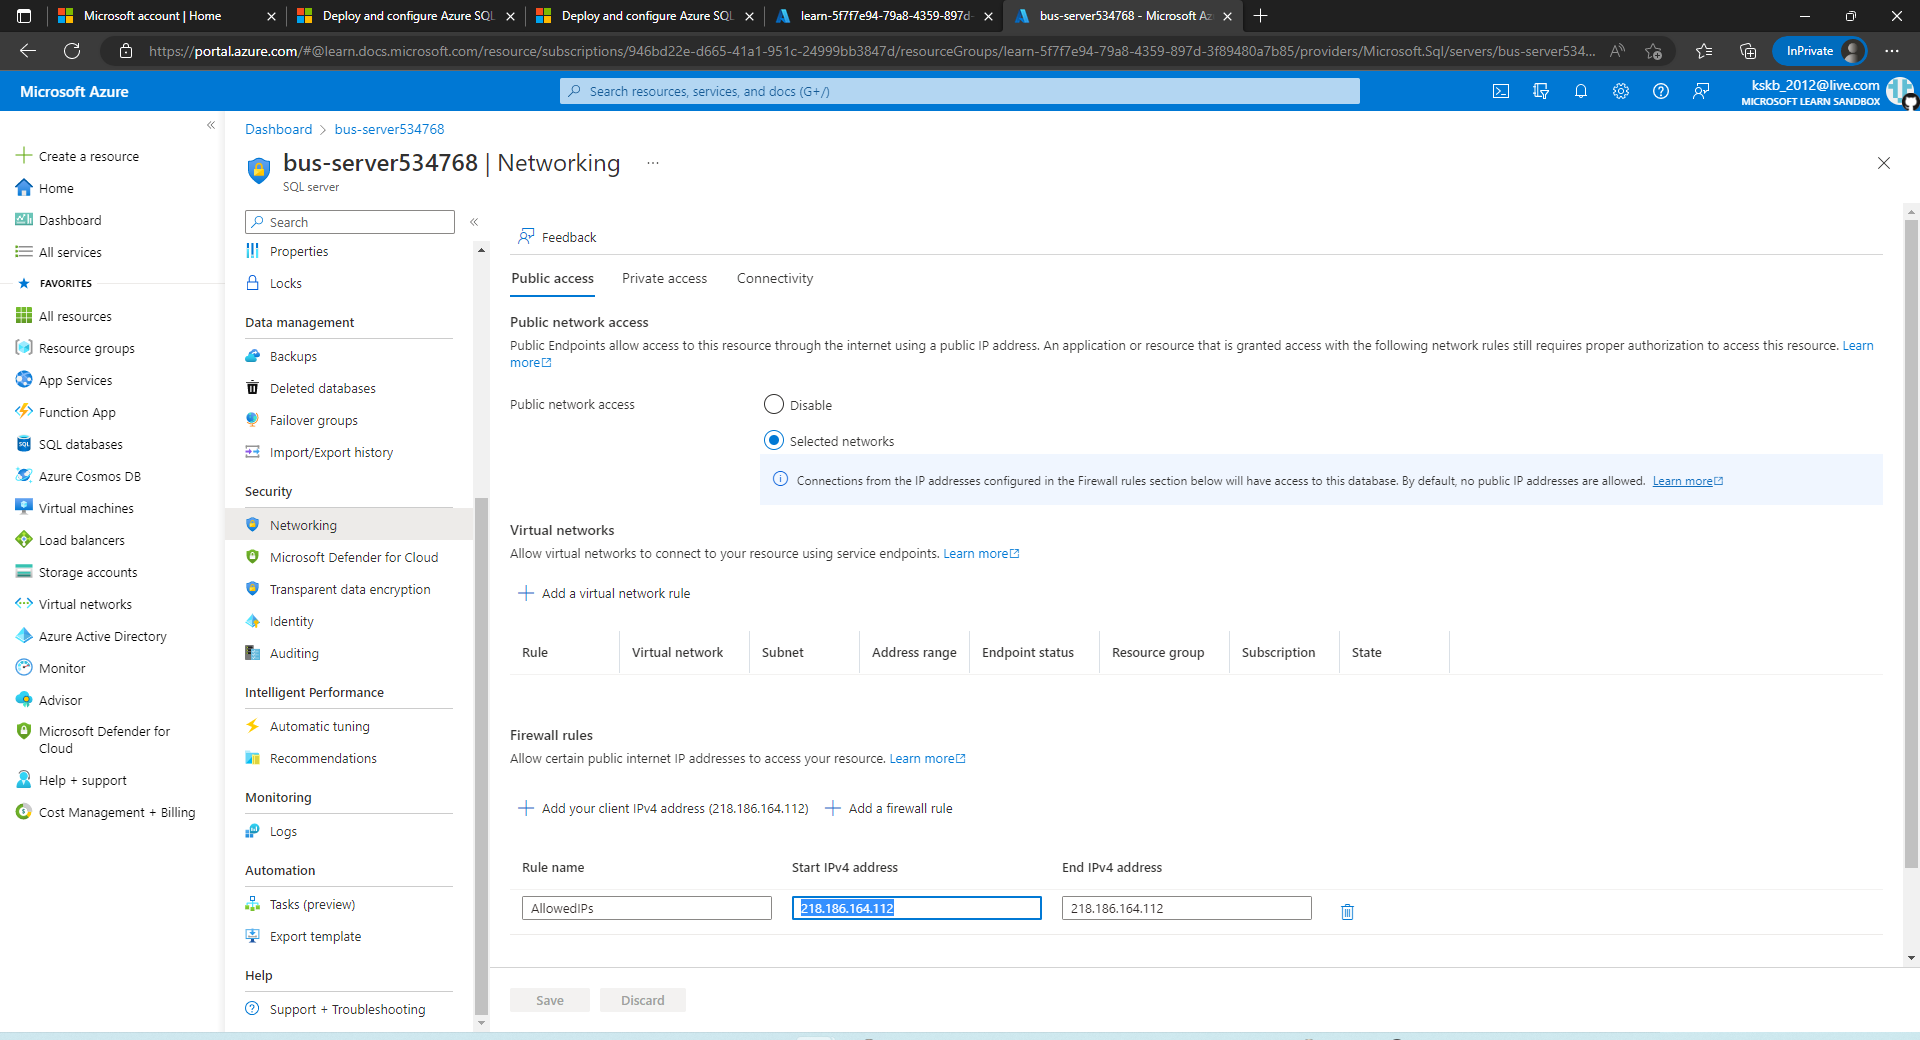 Microsoft account | Home
Deploy and configure Azure SQL
Deploy and configure Azure SQL
learn-5f7f7e94-79a8-4359-897d-
bus-server534768 - Microsoft Az
https://portal.azure.com/#@learn.docs.microsoft.com/resource/subscriptions/946bd22e-d665-41a1-951c-24999bb3847d/resourceGroups/learn-5f7f7e94-79a8-4359-897d-3f89480a7b85/providers/Microsoft.Sql/servers/bus-server534...
InPrivate
Microsoft Azure
Search resources, services, and docs (G+/)
kskb_2012@live.com
MICROSOFT LEARN SANDBOX
Create a resource
Home
Dashboard
All services
FAVORITES
All resources
Resource groups
App Services
Function App
SQL databases
Azure Cosmos DB
Virtual machines
Load balancers
Storage accounts
Virtual networks
Azure Active Directory
Monitor
Advisor
Microsoft Defender for
Cloud
Help + support
Cost Management + Billing
Dashboard > bus-server534768
bus-server534768 | Networking ...
SQL server
Search
Properties
Locks
Data management
Backups
Deleted databases
Failover groups
Import/Export history
Security
Networking
Microsoft Defender for Cloud
Transparent data encryption
Identity
Auditing
Intelligent Performance
Automatic tuning
Recommendations
Monitoring
Logs
Automation
Tasks (preview)
Export template
Help
Support + Troubleshooting
Feedback
Public access Private access Connectivity
Public network access
Public Endpoints allow access to this resource through the internet using a public IP address. An application or resource that is granted access with the following network rules still requires proper authorization to access this resource. Learn
more
Public network access
Disable
Selected networks
Connections from the IP addresses configured in the Firewall rules section below will have access to this database. By default, no public IP addresses are allowed. Learn more
Virtual networks
Allow virtual networks to connect to your resource using service endpoints. Learn more
Add a virtual network rule
Rule Virtual network Subnet Address range Endpoint status Resource group Subscription State
Firewall rules
Allow certain public internet IP addresses to access your resource. Learn more
Add your client IPv4 address (218.186.164.112) Add a firewall rule
Rule name Start IPv4 address End IPv4 address
AllowedIPs 218.186.164.112 218.186.164.112
Save Discard